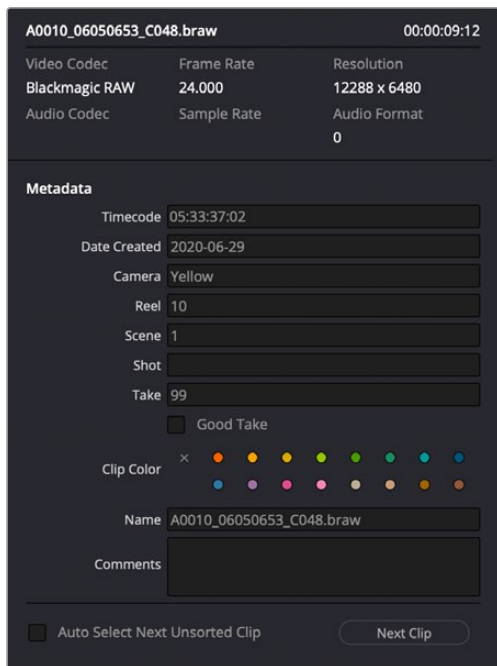 A0010_06050653_C048.braw 00:00:09:12
Video Codec Frame Rate Resolution
Blackmagic RAW 24.000 12288 x 6480
Audio Codec Sample Rate Audio Format
0
Metadata
Timecode 05:33:37:02
Date Created 2020-06-29
Camera Yellow
Reel 10
Scene 1
Shot
Take 99
Good Take
Clip Color
Name A0010_06050653_C048.braw
Comments
Auto Select Next Unsorted Clip Next Clip